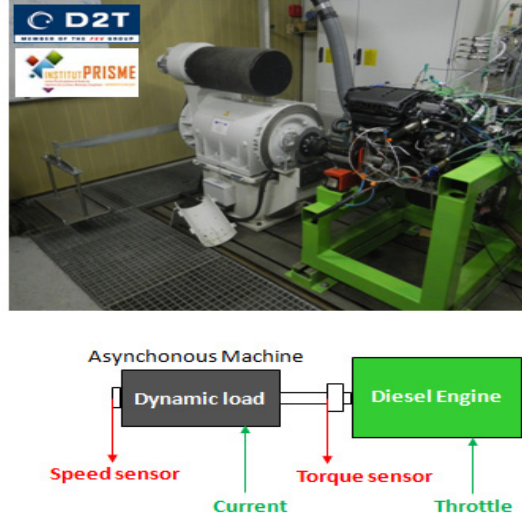 D2T
MEMBER OF THE FEV GROUP
INSTITUT PRISME
Asynchonous Machine
Dynamic load
Diesel Engine
Speed sensor
Torque sensor
Current
Throttle